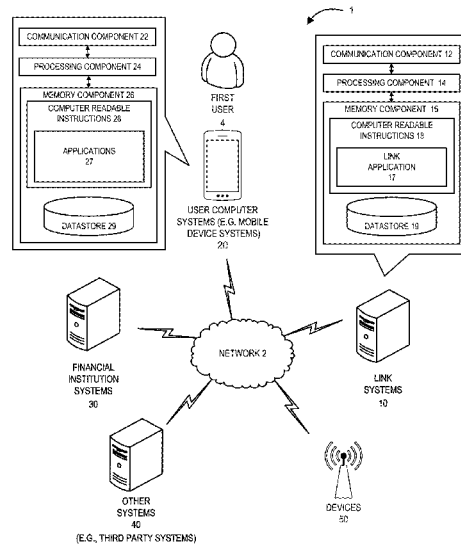 1
COMMUNICATION COMPONENT 22
PROCESSING COMPONENT 24
MEMORY COMPONENT 26
COMPUTER READABLE
INSTRUCTIONS 28
APPLICATIONS
27
DATASTORE 29
FIRST
USER
4
USER COMPUTER
SYSTEMS (E.G. MOBILE
DEVICE SYSTEMS)
20
COMMUNICATION COMPONENT 12
PROCESSING COMPONENT 14
MEMORY COMPONENT 15
COMPUTER READABLE
INSTRUCTIONS 18
LINK
APPLICATION
17
DATASTORE 19
NETWORK 2
FINANCIAL
INSTITUTION
SYSTEMS
30
LINK
SYSTEMS
10
OTHER
SYSTEMS
40
(E.G., THIRD PARTY SYSTEMS)
DEVICES
50